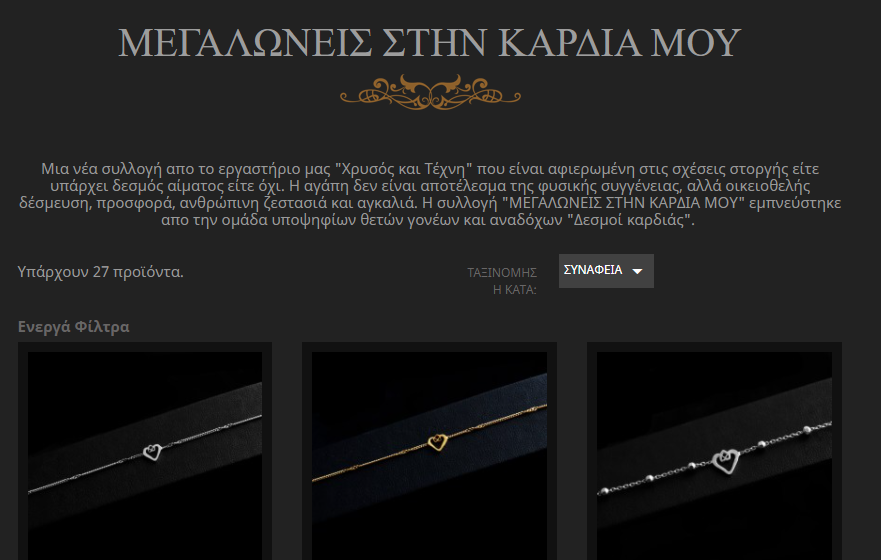 ΜΕΓΑΛΩΝΕΙΣ ΣΤΗΝ ΚΑΡΔΙΑ ΜΟΥ
Μια νέα συλλογή απο το εργαστήριο μας "Χρυσός και Τέχνη" που είναι αφιερωμένη στις σχέσεις στοργής είτε
υπάρχει δεσμός αίματος είτε όχι. Η αγάπη δεν είναι αποτέλεσμα της φυσικής συγγένειας, αλλά οικειοθελής
δέσμευση, προσφορά, ανθρώπινη ζεστασιά και αγκαλιά. Η συλλογή "ΜΕΓΑΛΩΝΕΙΣ ΣΤΗΝ ΚΑΡΔΙΑ ΜΟΥ" εμπνεύστηκε
απο την ομάδα υποψηφίων θετών γονέων και αναδόχων "Δεσμοί καρδιάς".
Υπάρχουν 27 προϊόντα.
ΤΑΞΙΝΟΜΗΣ
Η ΚΑΤΑ:
ΣΥΝΑΦΕΙΑ
Ενεργά Φίλτρα